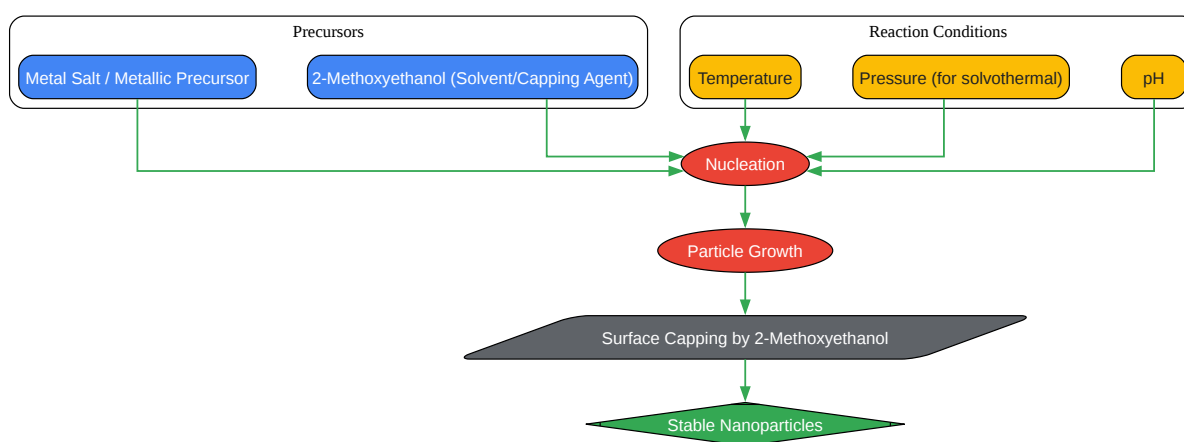 Precursors
Reaction Conditions
Metal Salt / Metallic Precursor
2-Methoxyethanol (Solvent/Capping Agent)
Temperature
Pressure (for solvothermal)
pH
Nucleation
Particle Growth
Surface Capping by 2-Methoxyethanol
Stable Nanoparticles